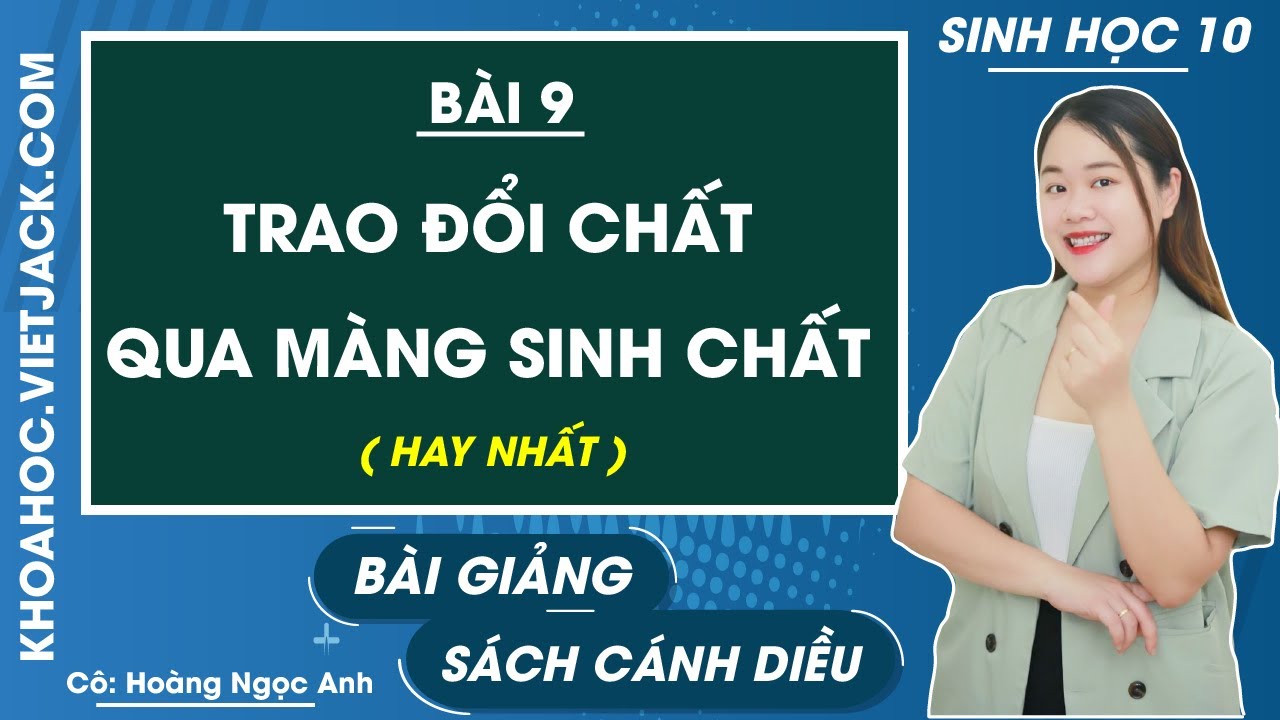 SINH HỌC 10
BÀI 9
TRAO ĐỔI CHẤT
QUA MÀNG SINH CHẤT
( HAY NHẤT )
BÀI GIẢNG
SÁCH CÁNH DIỀU
Cô: Hoàng Ngọc Anh
KHOAHOC.VIETJACK.COM